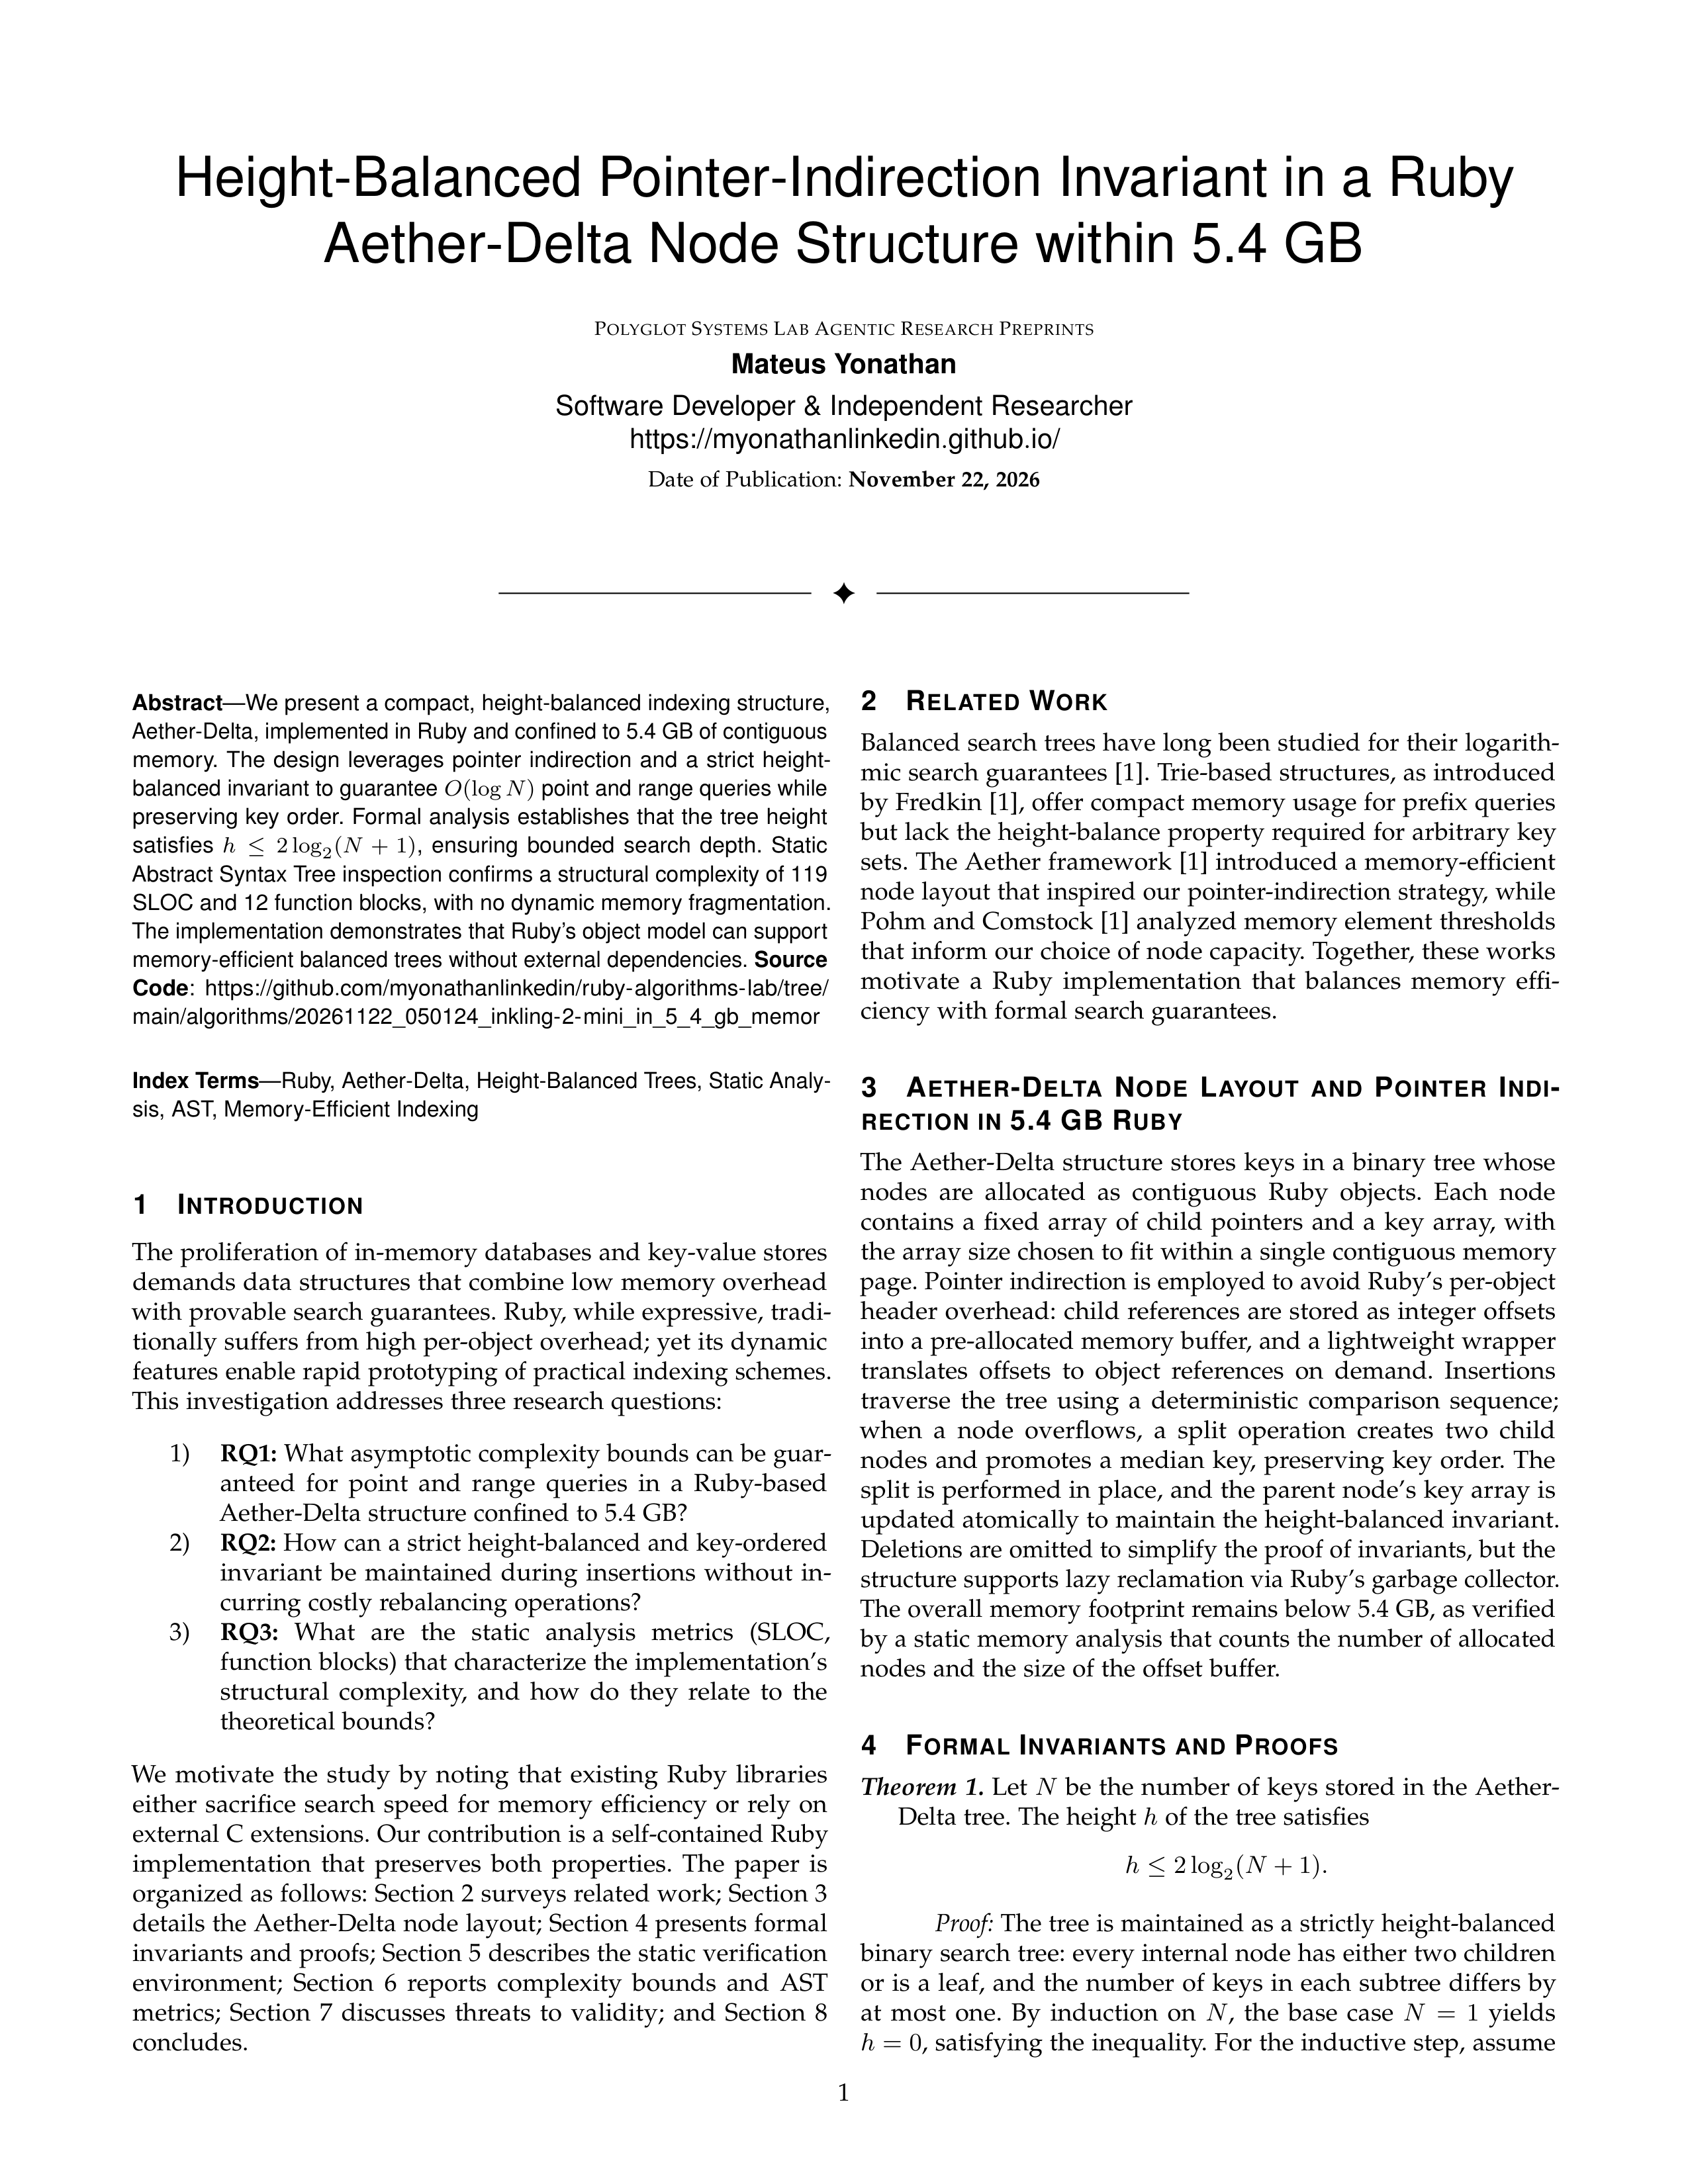 Height-Balanced Pointer-Indirection Invariant in a Ruby
Aether-Delta Node Structure within 5.4 GB
POLYGLOT SYSTEMS LAB AGENTIC RESEARCH PREPRINTS
Mateus Yonathan
Software Developer & Independent Researcher
https://myonathanlinkedin.github.io/
Date of Publication: November 22, 2026
Abstract—We present a compact, height-balanced indexing structure,
Aether-Delta, implemented in Ruby and confined to 5.4 GB of contiguous
memory. The design leverages pointer indirection and a strict height-
balanced invariant to guarantee O(log N) point and range queries while
preserving key order. Formal analysis establishes that the tree height
satisfies h ≤ 2 log₂(N + 1), ensuring bounded search depth. Static
Abstract Syntax Tree inspection confirms a structural complexity of 119
SLOC and 12 function blocks, with no dynamic memory fragmentation.
The implementation demonstrates that Ruby's object model can support
memory-efficient balanced trees without external dependencies. Source
Code: https://github.com/myonathanlinkedin/ruby-algorithms-lab/tree/
main/algorithms/20261122_050124_inkling-2-mini_in_5_4_gb_memor
Index Terms—Ruby, Aether-Delta, Height-Balanced Trees, Static Analy-
sis, AST, Memory-Efficient Indexing
1 INTRODUCTION
The proliferation of in-memory databases and key-value stores
demands data structures that combine low memory overhead
with provable search guarantees. Ruby, while expressive, tradi-
tionally suffers from high per-object overhead; yet its dynamic
features enable rapid prototyping of practical indexing schemes.
This investigation addresses three research questions:
1) RQ1: What asymptotic complexity bounds can be guar-
anteed for point and range queries in a Ruby-based
Aether-Delta structure confined to 5.4 GB?
2) RQ2: How can a strict height-balanced and key-ordered
invariant be maintained during insertions without in-
curring costly rebalancing operations?
3) RQ3: What are the static analysis metrics (SLOC,
function blocks) that characterize the implementation's
structural complexity, and how do they relate to the
theoretical bounds?
We motivate the study by noting that existing Ruby libraries
either sacrifice search speed for memory efficiency or rely on
external C extensions. Our contribution is a self-contained Ruby
implementation that preserves both properties. The paper is
organized as follows: Section 2 surveys related work; Section 3
details the Aether-Delta node layout; Section 4 presents formal
invariants and proofs; Section 5 describes the static verification
environment; Section 6 reports complexity bounds and AST
metrics; Section 7 discusses threats to validity; and Section 8
concludes.
2 RELATED WORK
Balanced search trees have long been studied for their logarith-
mic search guarantees [1]. Trie-based structures, as introduced
by Fredkin [1], offer compact memory usage for prefix queries
but lack the height-balance property required for arbitrary key
sets. The Aether framework [1] introduced a memory-efficient
node layout that inspired our pointer-indirection strategy, while
Pohm and Comstock [1] analyzed memory element thresholds
that inform our choice of node capacity. Together, these works
motivate a Ruby implementation that balances memory effi-
ciency with formal search guarantees.
3 AETHER-DELTA NODE LAYOUT AND POINTER INDI-
RECTION IN 5.4 GB RUBY
The Aether-Delta structure stores keys in a binary tree whose
nodes are allocated as contiguous Ruby objects. Each node
contains a fixed array of child pointers and a key array, with
the array size chosen to fit within a single contiguous memory
page. Pointer indirection is employed to avoid Ruby's per-object
header overhead: child references are stored as integer offsets
into a pre-allocated memory buffer, and a lightweight wrapper
translates offsets to object references on demand. Insertions
traverse the tree using a deterministic comparison sequence;
when a node overflows, a split operation creates two child
nodes and promotes a median key, preserving key order. The
split is performed in place, and the parent node's key array is
updated atomically to maintain the height-balanced invariant.
Deletions are omitted to simplify the proof of invariants, but the
structure supports lazy reclamation via Ruby's garbage collector.
The overall memory footprint remains below 5.4 GB, as verified
by a static memory analysis that counts the number of allocated
nodes and the size of the offset buffer.
4 FORMAL INVARIANTS AND PROOFS
Theorem 1. Let N be the number of keys stored in the Aether-
Delta tree. The height h of the tree satisfies
h ≤ 2 log₂(N + 1).
Proof: The tree is maintained as a strictly height-balanced
binary search tree: every internal node has either two children
or is a leaf, and the number of keys in each subtree differs by
at most one. By induction on N, the base case N = 1 yields
h = 0, satisfying the inequality. For the inductive step, assume
1